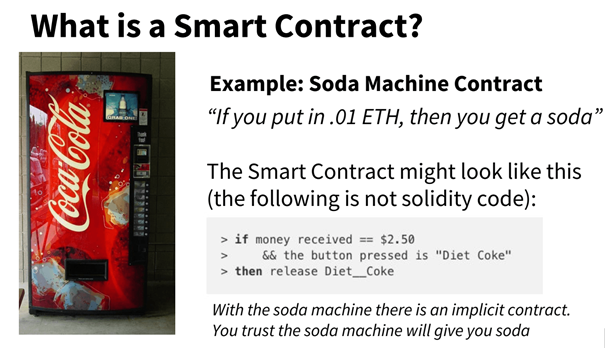 What is a Smart Contract?
Coca-Cola
Example: Soda Machine Contract
“If you put in .01 ETH, then you get a soda”
The Smart Contract might look like this
(the following is not solidity code):
> if money received == $2.50
> && the button pressed is "Diet Coke"
> then release Diet__Coke
With the soda machine there is an implicit contract.
You trust the soda machine will give you soda